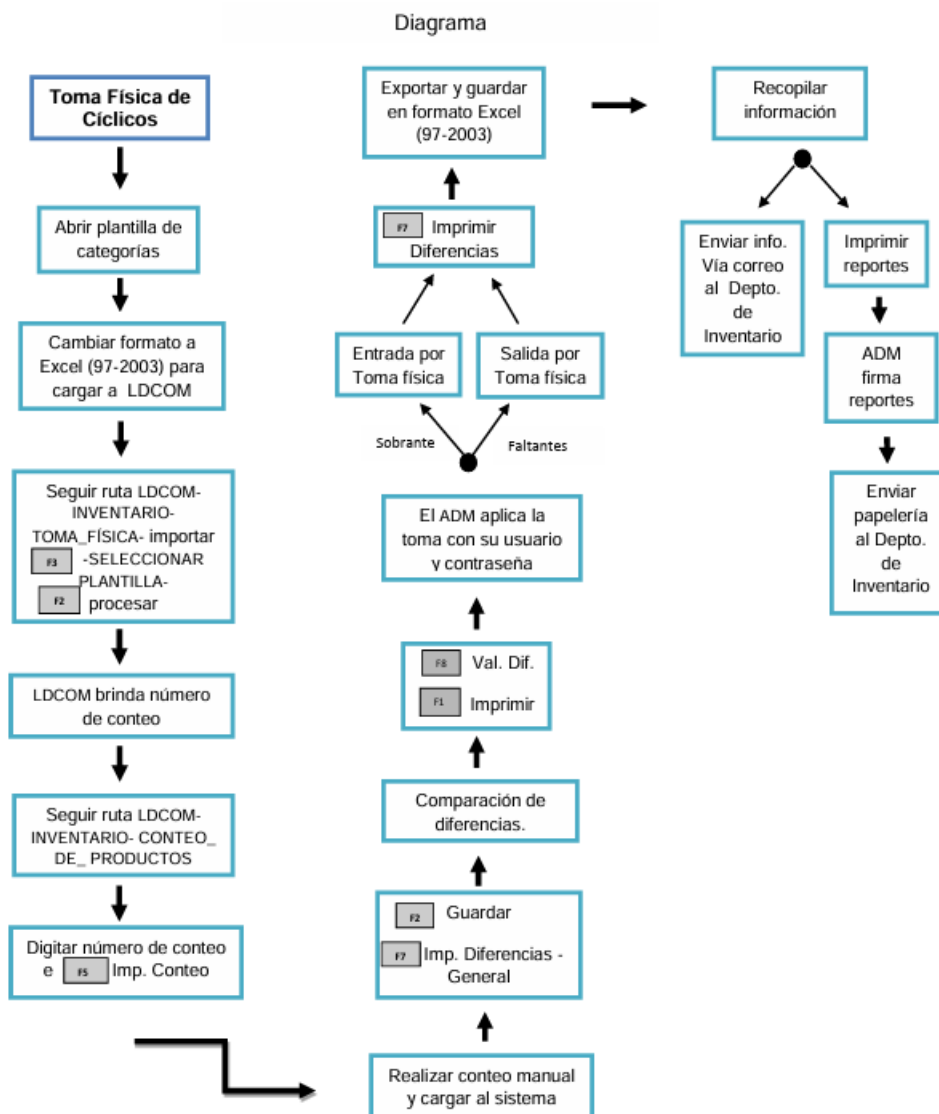 Diagrama
Toma Física de
Cíclicos
Abrir plantilla de
categorías
Cambiar formato a
Excel (97-2003) para
cargar a LDCOM
Seguir ruta LDCOM-
INVENTARIO-
TOMA_FÍSICA- importar
F3 -SELECCIONAR
PLANTILLA-
F2 procesar
LDCOM brinda número
de conteo
Seguir ruta LDCOM-
INVENTARIO- CONTEO_
DE_ PRODUCTOS
Digitar número de conteo
e F5 Imp. Conteo
Realizar conteo manual
y cargar al sistema
F2 Guardar
F7 Imp. Diferencias -
General
Comparación de
diferencias.
F8 Val. Dif.
F1 Imprimir
El ADM aplica la
toma con su usuario
y contraseña
Sobrante
Faltantes
Entrada por
Toma física
Salida por
Toma física
F7 Imprimir
Diferencias
Exportar y guardar
en formato Excel
(97-2003)
Recopilar
información
Enviar info.
Vía correo
al Depto.
de
Inventario
Imprimir
reportes
ADM
firma
reportes
Enviar
papelería
al Depto.
de
Inventario